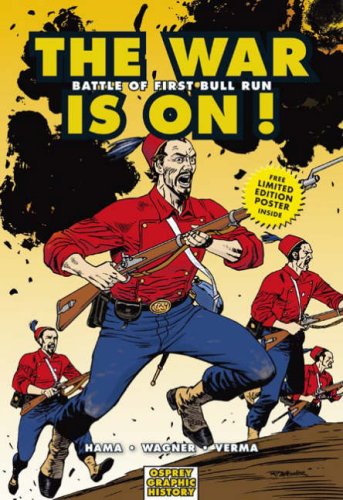 THE WAR
BATTLE OF FIRST BULL RUN
IS ON!
FREE
LIMITED
EDITION
POSTER
INSIDE
HAMA • WAGNER • VERMA
OSPREY
GRAPHIC
HISTORY